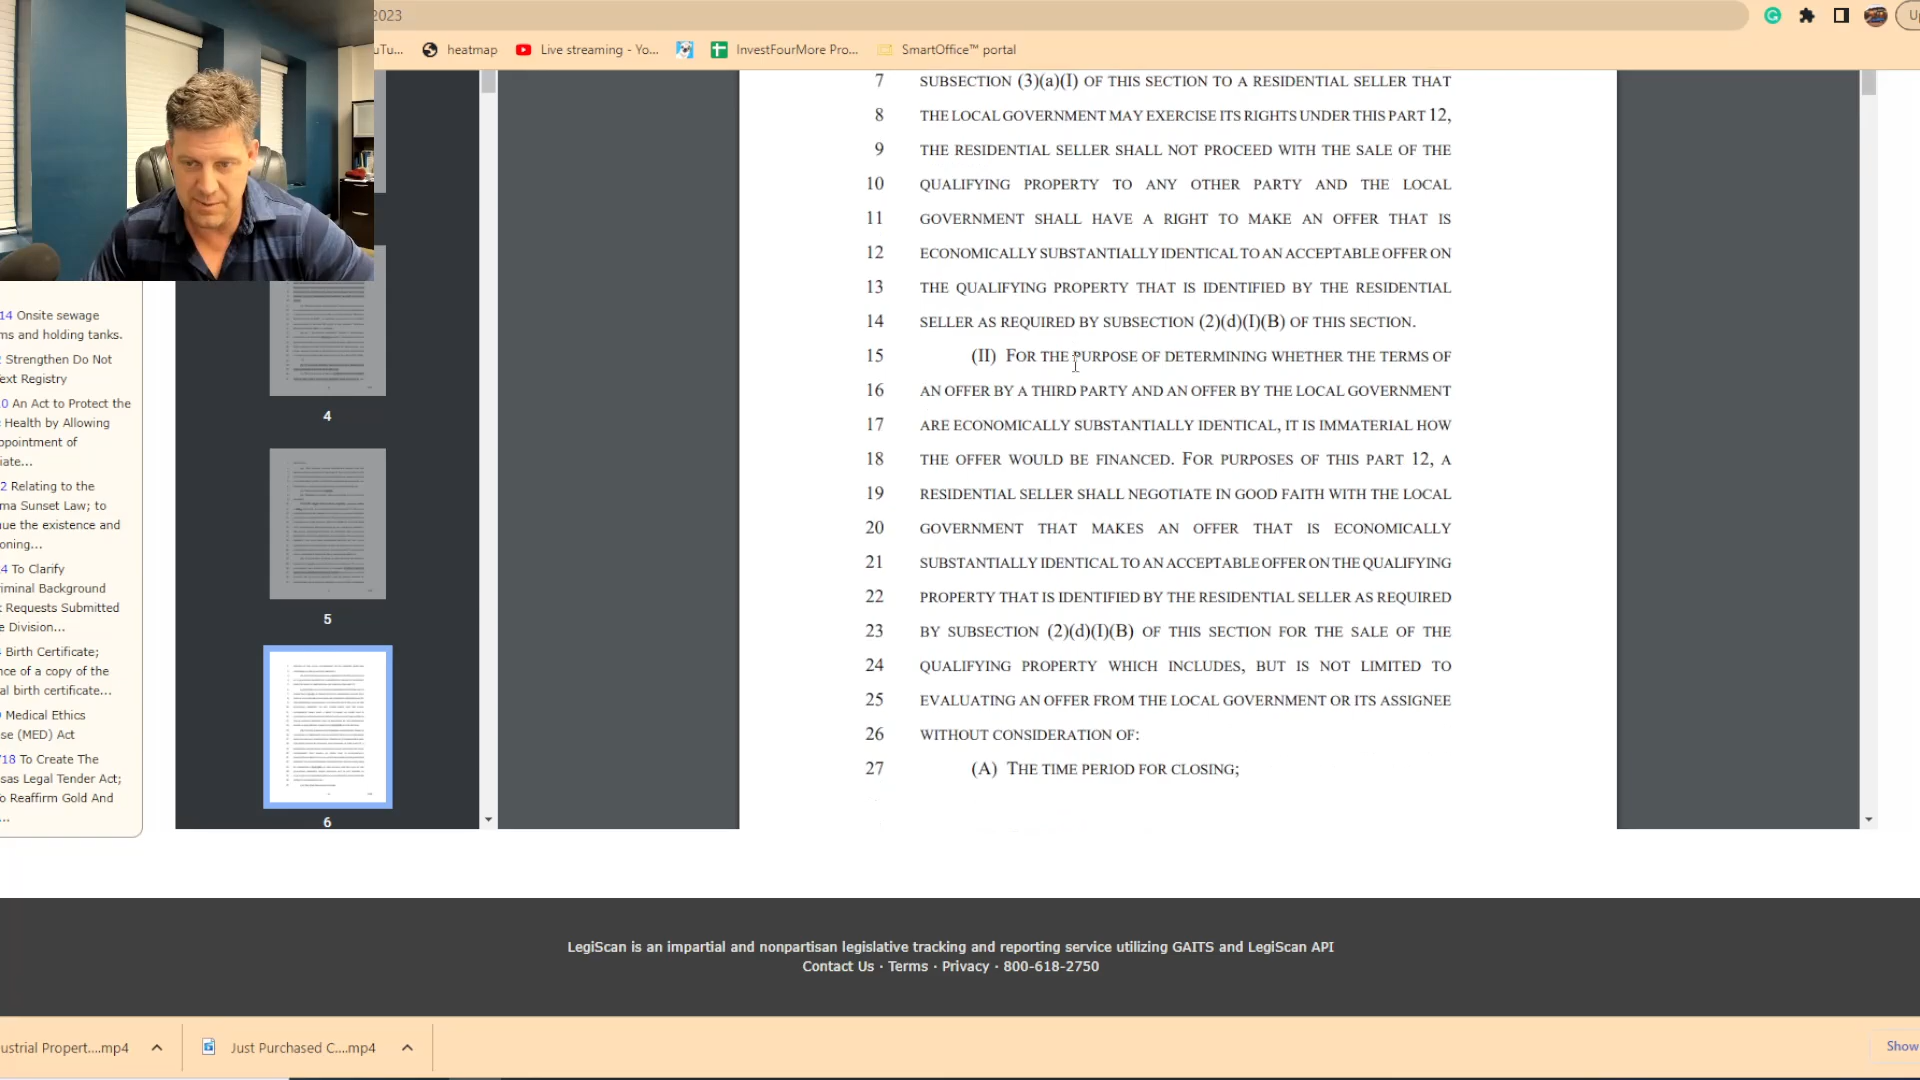 2023
uTu...
heatmap
Live streaming - Yo...
InvestFourMore Pro...
SmartOffice™ portal
7 SUBSECTION (3)(a)(I) OF THIS SECTION TO A RESIDENTIAL SELLER THAT
8 THE LOCAL GOVERNMENT MAY EXERCISE ITS RIGHTS UNDER THIS PART 12,
9 THE RESIDENTIAL SELLER SHALL NOT PROCEED WITH THE SALE OF THE
10 QUALIFYING PROPERTY TO ANY OTHER PARTY AND THE LOCAL
11 GOVERNMENT SHALL HAVE A RIGHT TO MAKE AN OFFER THAT IS
12 ECONOMICALLY SUBSTANTIALLY IDENTICAL TO AN ACCEPTABLE OFFER ON
13 THE QUALIFYING PROPERTY THAT IS IDENTIFIED BY THE RESIDENTIAL
14 SELLER AS REQUIRED BY SUBSECTION (2)(d)(I)(B) OF THIS SECTION.
15 (II) FOR THE PURPOSE OF DETERMINING WHETHER THE TERMS OF
16 AN OFFER BY A THIRD PARTY AND AN OFFER BY THE LOCAL GOVERNMENT
17 ARE ECONOMICALLY SUBSTANTIALLY IDENTICAL, IT IS IMMATERIAL HOW
18 THE OFFER WOULD BE FINANCED. FOR PURPOSES OF THIS PART 12, A
19 RESIDENTIAL SELLER SHALL NEGOTIATE IN GOOD FAITH WITH THE LOCAL
20 GOVERNMENT THAT MAKES AN OFFER THAT IS ECONOMICALLY
21 SUBSTANTIALLY IDENTICAL TO AN ACCEPTABLE OFFER ON THE QUALIFYING
22 PROPERTY THAT IS IDENTIFIED BY THE RESIDENTIAL SELLER AS REQUIRED
23 BY SUBSECTION (2)(d)(I)(B) OF THIS SECTION FOR THE SALE OF THE
24 QUALIFYING PROPERTY WHICH INCLUDES, BUT IS NOT LIMITED TO
25 EVALUATING AN OFFER FROM THE LOCAL GOVERNMENT OR ITS ASSIGNEE
26 WITHOUT CONSIDERATION OF:
27 (A) THE TIME PERIOD FOR CLOSING;
14 Onsite sewage
ms and holding tanks.
Strengthen Do Not
ext Registry
0 An Act to Protect the
Health by Allowing
ppointment of
iate...
2 Relating to the
ma Sunset Law; to
nue the existence and
oning...
4 To Clarify
riminal Background
t Requests Submitted
e Division...
Birth Certificate;
nce of a copy of the
al birth certificate...
Medical Ethics
se (MED) Act
718 To Create The
sas Legal Tender Act;
o Reaffirm Gold And
...
4
5
6
LegiScan is an impartial and nonpartisan legislative tracking and reporting service utilizing GAITS and LegiScan API
Contact Us · Terms · Privacy · 800-618-2750
ustrial Propert....mp4
Just Purchased C....mp4
Show